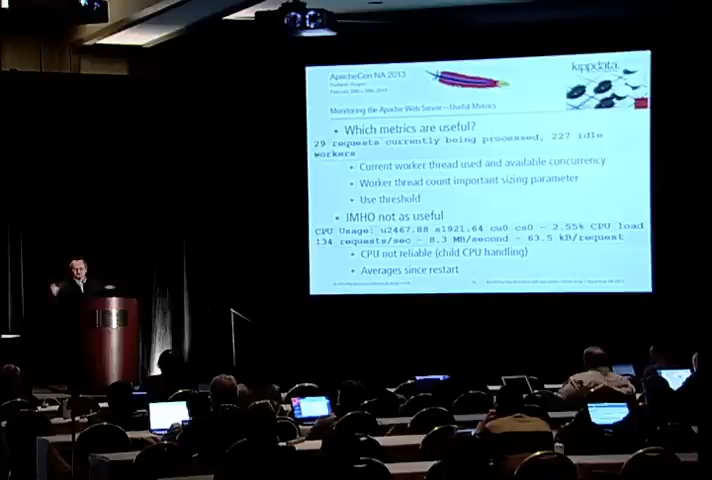 ApacheCon NA 2013
Portland, Oregon
kippdata
Monitoring the Apache Web Server – Useful Metrics
• Which metrics are useful?
29 requests currently being processed, 227 idle
workers
• Current worker thread used and available concurrency
• Worker thread count important sizing parameter
• Use threshold
• IMHO not as useful
CPU Usage: u2467.88 s1921.64 cu0 cs0 - 2.55% CPU load
134 requests/sec - 8.3 MB/second - 63.5 kB/request
• CPU not reliable (child CPU handling)
• Averages since restart